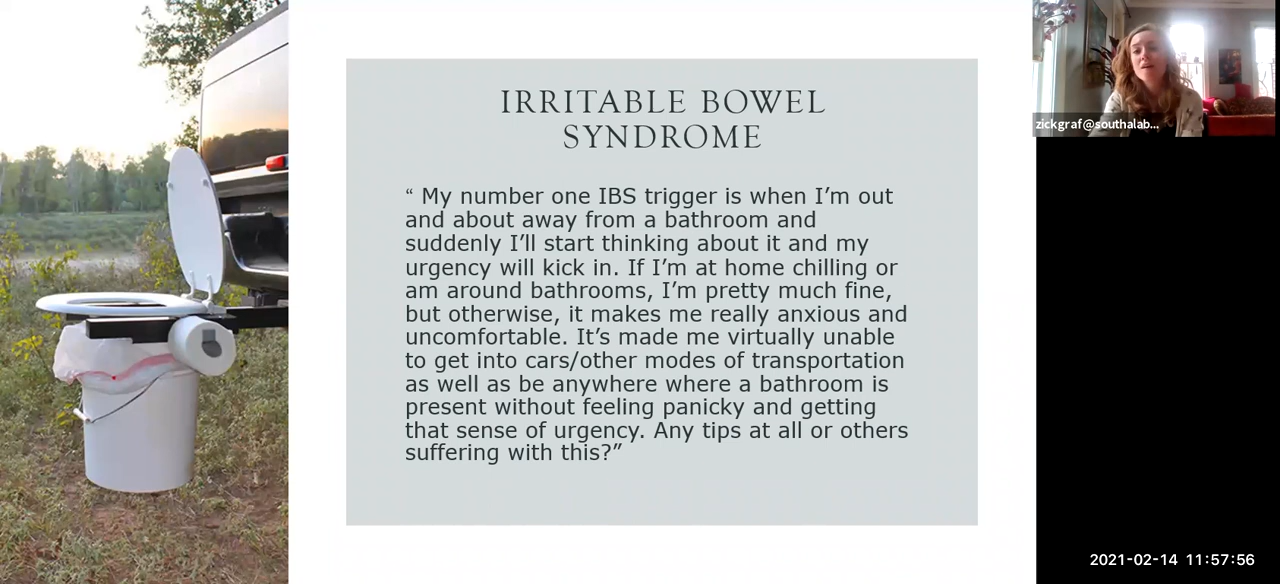 IRRITABLE BOWEL
SYNDROME
“ My number one IBS trigger is when I’m out
and about away from a bathroom and
suddenly I’ll start thinking about it and my
urgency will kick in. If I’m at home chilling or
am around bathrooms, I’m pretty much fine,
but otherwise, it makes me really anxious and
uncomfortable. It’s made me virtually unable
to get into cars/other modes of transportation
as well as be anywhere where a bathroom is
present without feeling panicky and getting
that sense of urgency. Any tips at all or others
suffering with this?”
zickgraf@southalab...
2021-02-14 11:57:56